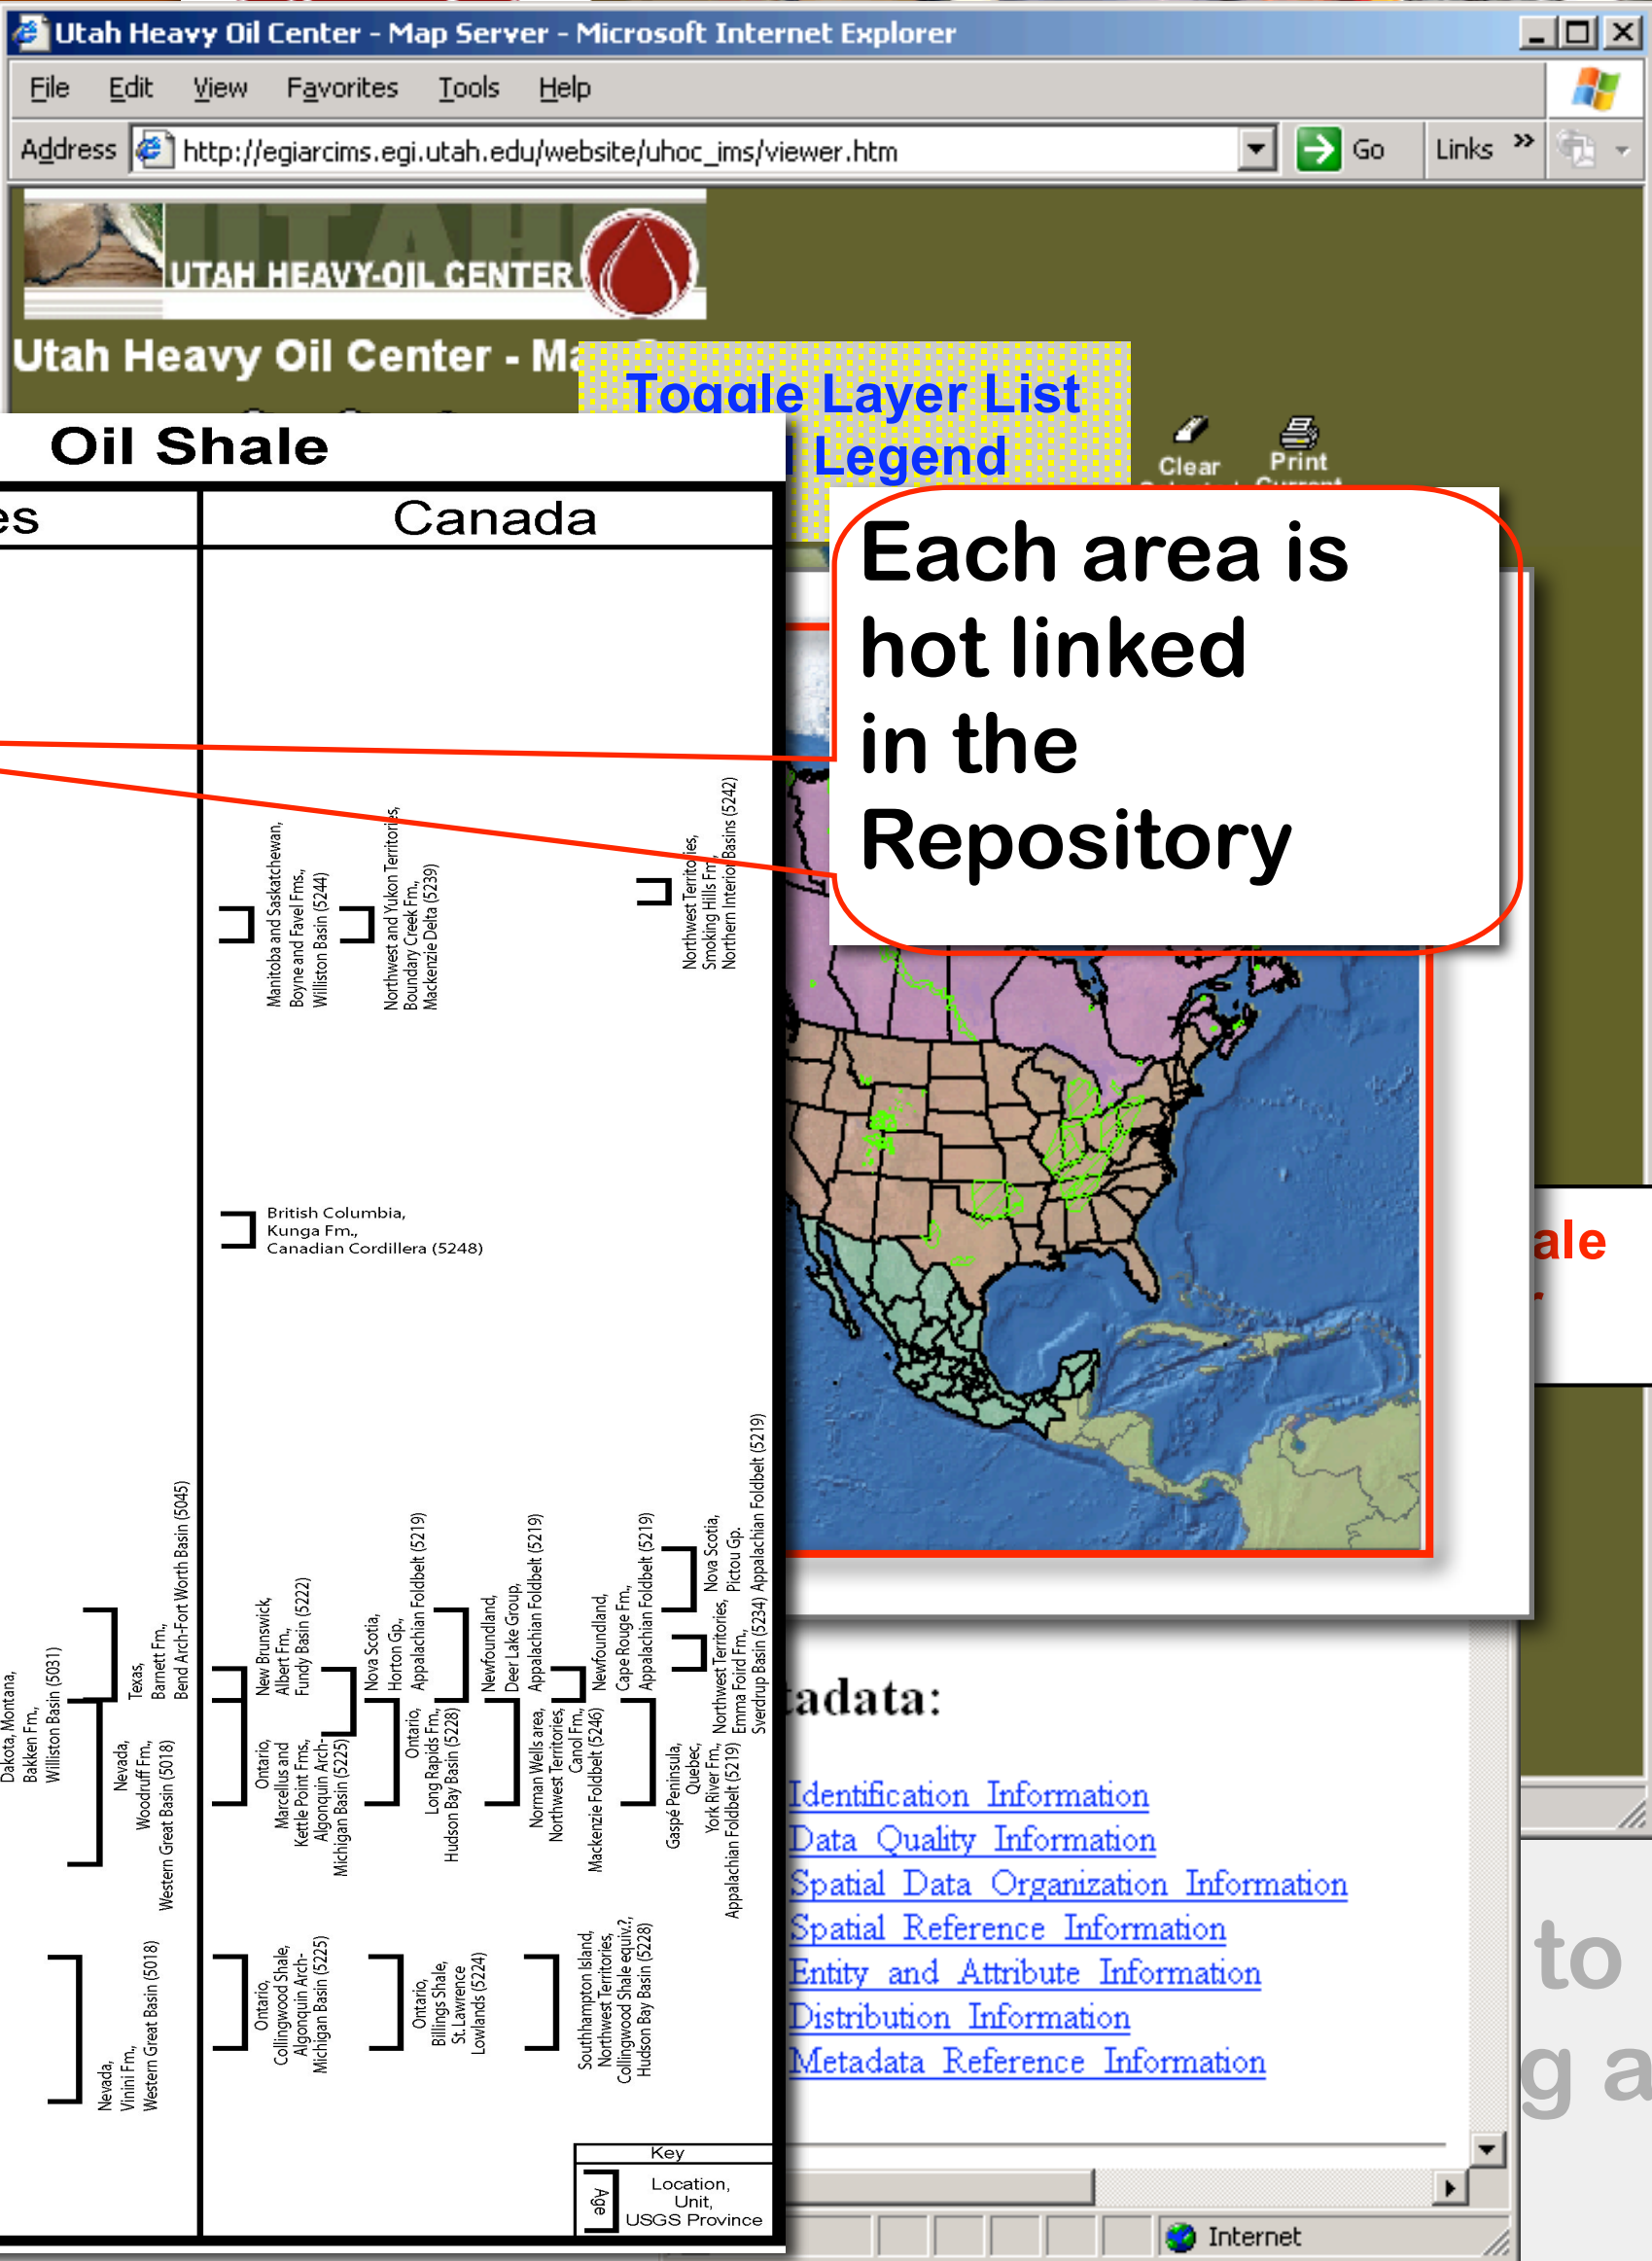 Utah Heavy Oil Center - Map Server - Microsoft Internet Explorer
File Edit View Favorites Tools Help
Address http://egiarcims.egi.utah.edu/website/uhoc_ims/viewer.htm Go Links »
UTAH
UTAH HEAVY-OIL CENTER
Utah Heavy Oil Center - Ma
Toggle Layer List
Legend
Clear Print
Current
Oil Shale
es Canada
Each area is
hot linked
in the
Repository
Manitoba and Saskatchewan,
Boyne and Favel Fms.,
Williston Basin (5244)
Northwest and Yukon Territories,
Boundary Creek Fm.,
Mackenzie Delta (5239)
Northwest Territories,
Smoking Hills Fm.,
Northern Interior Basins (5242)
British Columbia,
Kunga Fm.,
Canadian Cordillera (5248)
Dakota, Montana,
Bakken Fm.,
Williston Basin (5031)
Texas,
Barnett Fm.,
Bend Arch-Fort Worth Basin (5045)
Nevada,
Woodruff Fm.,
Western Great Basin (5018)
Nevada,
Vinini Fm.,
Western Great Basin (5018)
New Brunswick,
Albert Fm.,
Fundy Basin (5222)
Nova Scotia,
Horton Gp.,
Appalachian Foldbelt (5219)
Newfoundland,
Deer Lake Group,
Appalachian Foldbelt (5219)
Newfoundland,
Cape Rouge Fm.,
Appalachian Foldbelt (5219)
Nova Scotia,
Pictou Gp.
Appalachian Foldbelt (5219)
Northwest Territories,
Emma Foird Fm.,
Sverdrup Basin (5234)
Ontario,
Marcellus and
Kettle Point Fms.,
Algonquin Arch-
Michigan Basin (5225)
Ontario,
Long Rapids Fm.,
Hudson Bay Basin (5228)
Norman Wells area,
Northwest Territories,
Canol Fm.,
Mackenzie Foldbelt (5246)
Gaspé Peninsula,
Quebec,
York River Fm.,
Appalachian Foldbelt (5219)
Ontario,
Collingwood Shale,
Algonquin Arch-
Michigan Basin (5225)
Ontario,
Billings Shale,
St. Lawrence
Lowlands (5224)
Southhampton Island,
Northwest Territories,
Collingwood Shale equiv.?,
Hudson Bay Basin (5228)
Key
Age
Location,
Unit,
USGS Province
ale
r
tadata:
Identification Information
Data Quality Information
Spatial Data Organization Information
Spatial Reference Information
Entity and Attribute Information
Distribution Information
Metadata Reference Information
to
g a
Internet